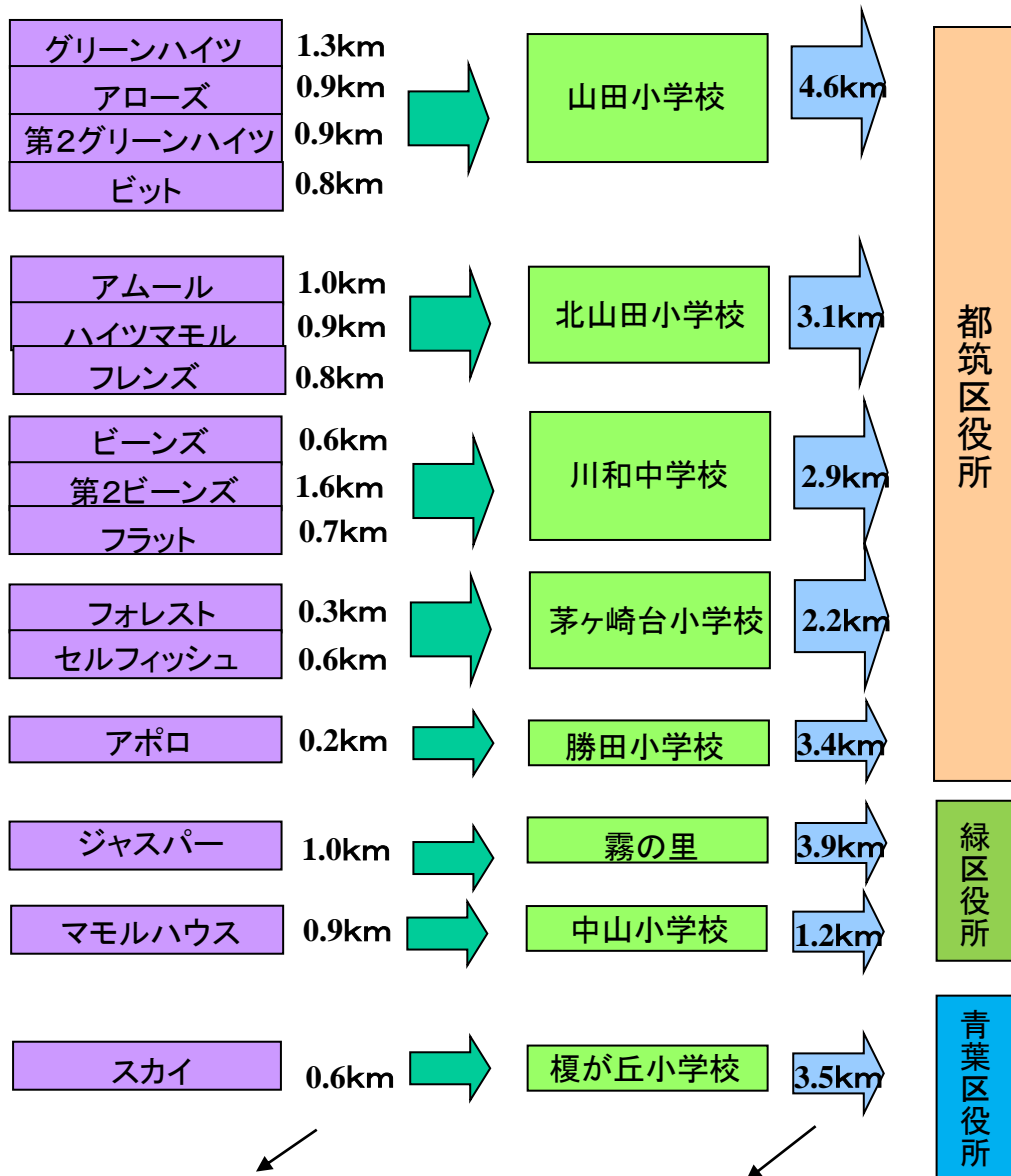 グリーンハイツ 1.3km
アローズ 0.9km
第2グリーンハイツ 0.9km
ビット 0.8km
山田小学校
4.6km
アムール 1.0km
ハイツマモル 0.9km
フレンズ 0.8km
北山田小学校
3.1km
ビーンズ 0.6km
第2ビーンズ 1.6km
フラット 0.7km
川和中学校
2.9km
フォレスト 0.3km
セルフィッシュ 0.6km
茅ヶ崎台小学校
2.2km
アポロ 0.2km
勝田小学校
3.4km
都筑区役所
ジャスパー 1.0km
霧の里
3.9km
マモルハウス 0.9km
中山小学校
1.2km
緑区役所
スカイ 0.6km
榎が丘小学校
3.5km
青葉区役所